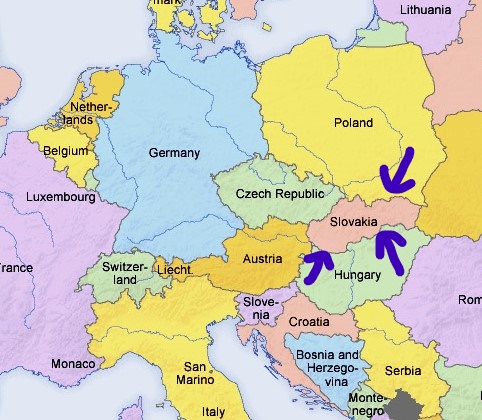 mark
Lithuania
Nether-
lands
Poland
Belgium
Germany
Czech Republic
Luxembourg
Slovakia
Austria
France
Switzer-
land
Liecht.
Hungary
Slove-
nia
Rom
Croatia
Monaco
San
Marino
Bosnia and
Herzego-
vina
Serbia
Monte-
negro
Italy